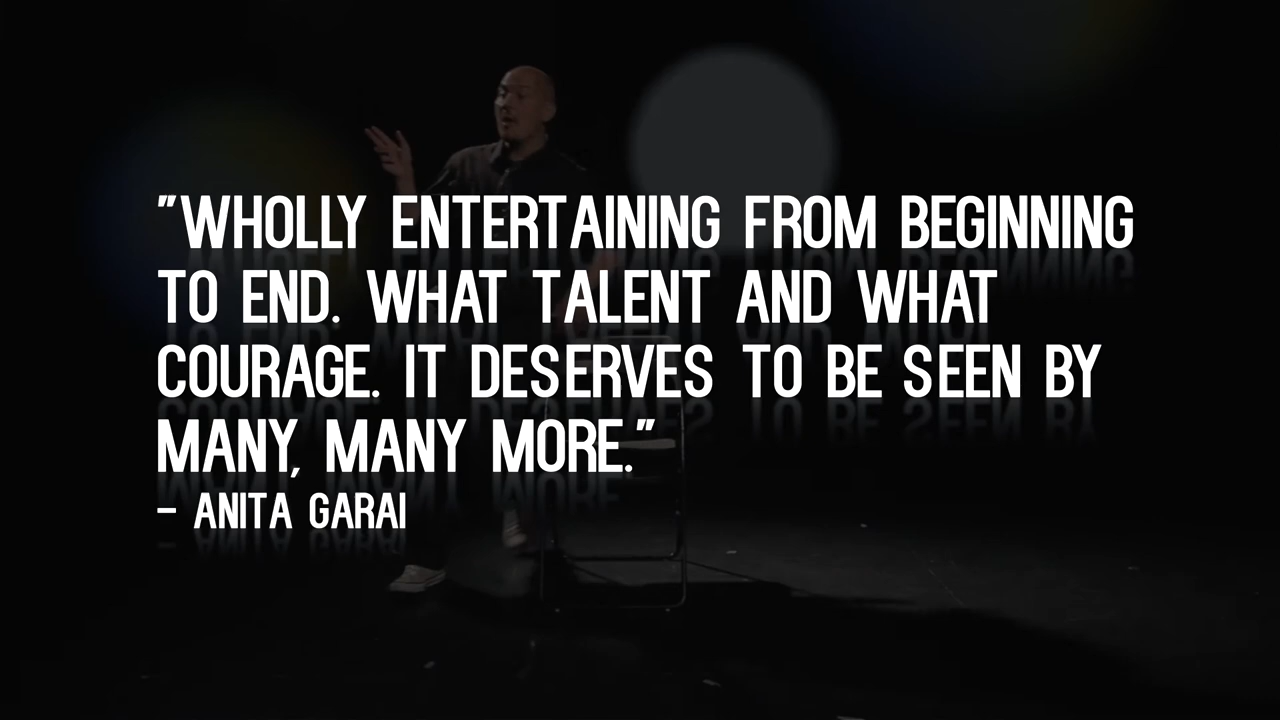 "WHOLLY ENTERTAINING FROM BEGINNING
TO END. WHAT TALENT AND WHAT
COURAGE. IT DESERVES TO BE SEEN BY
MANY, MANY MORE."
- ANITA GARAI